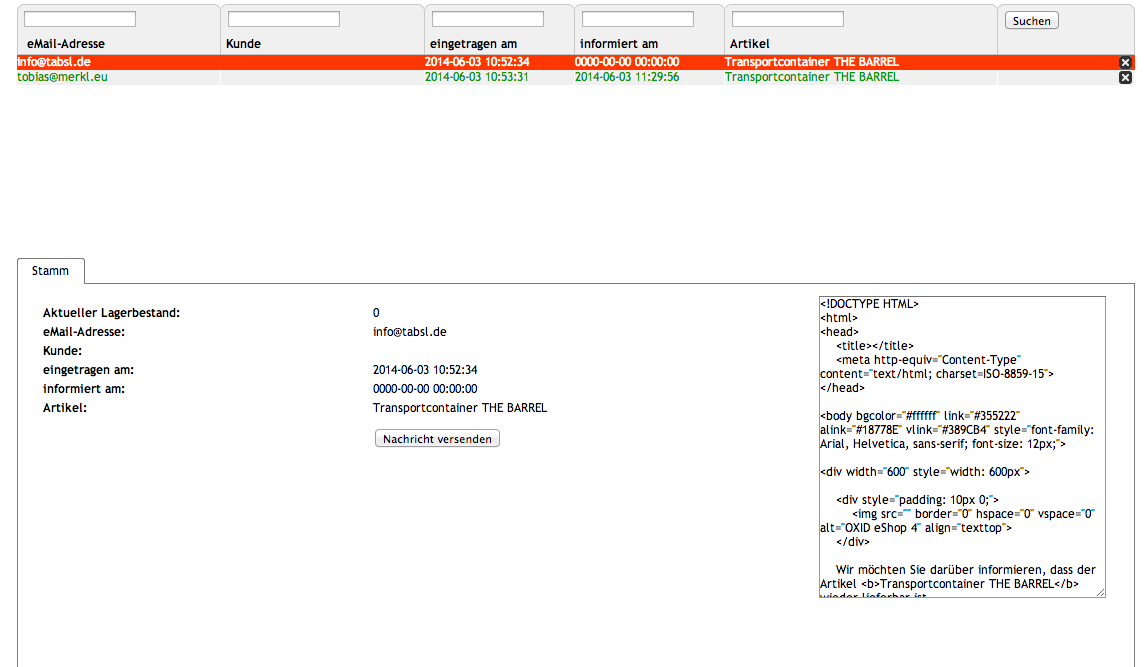 Suchen
eMail-Adresse Kunde eingetragen am informiert am Artikel
info@tabsl.de 2014-06-03 10:52:34 0000-00-00 00:00:00 Transportcontainer THE BARREL
tobias@merkl.eu 2014-06-03 10:53:31 2014-06-03 11:29:56 Transportcontainer THE BARREL
Stamm
Aktueller Lagerbestand: 0
eMail-Adresse: info@tabsl.de
Kunde:
eingetragen am: 2014-06-03 10:52:34
informiert am: 0000-00-00 00:00:00
Artikel: Transportcontainer THE BARREL
Nachricht versenden
<!DOCTYPE HTML>
<html>
<head>
<title></title>
<meta http-equiv="Content-Type"
content="text/html; charset=ISO-8859-15">
</head>
<body bgcolor="#ffffff" link="#355222"
alink="#18778E" vlink="#389CB4" style="font-family:
Arial, Helvetica, sans-serif; font-size: 12px;">
<div width="600" style="width: 600px">
<div style="padding: 10px 0;">
<img src="" border="0" hspace="0" vspace="0"
alt="OXID eShop 4" align="texttop">
</div>
Wir möchten Sie darüber informieren, dass der
Artikel <b>Transportcontainer THE BARREL</b>
wieder lieferbar ist